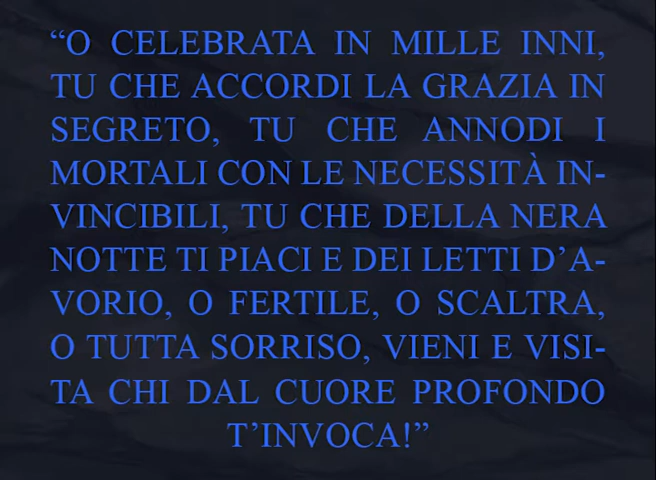 “O CELEBRATA IN MILLE INNI,
TU CHE ACCORDI LA GRAZIA IN
SEGRETO, TU CHE ANNODI I
MORTALI CON LE NECESSITÀ IN-
VINCIBILI, TU CHE DELLA NERA
NOTTE TI PIACI E DEI LETTI D’A-
VORIO, O FERTILE, O SCALTRA,
O TUTTA SORRISO, VIENI E VISI-
TA CHI DAL CUORE PROFONDO
T’INVOCA!”